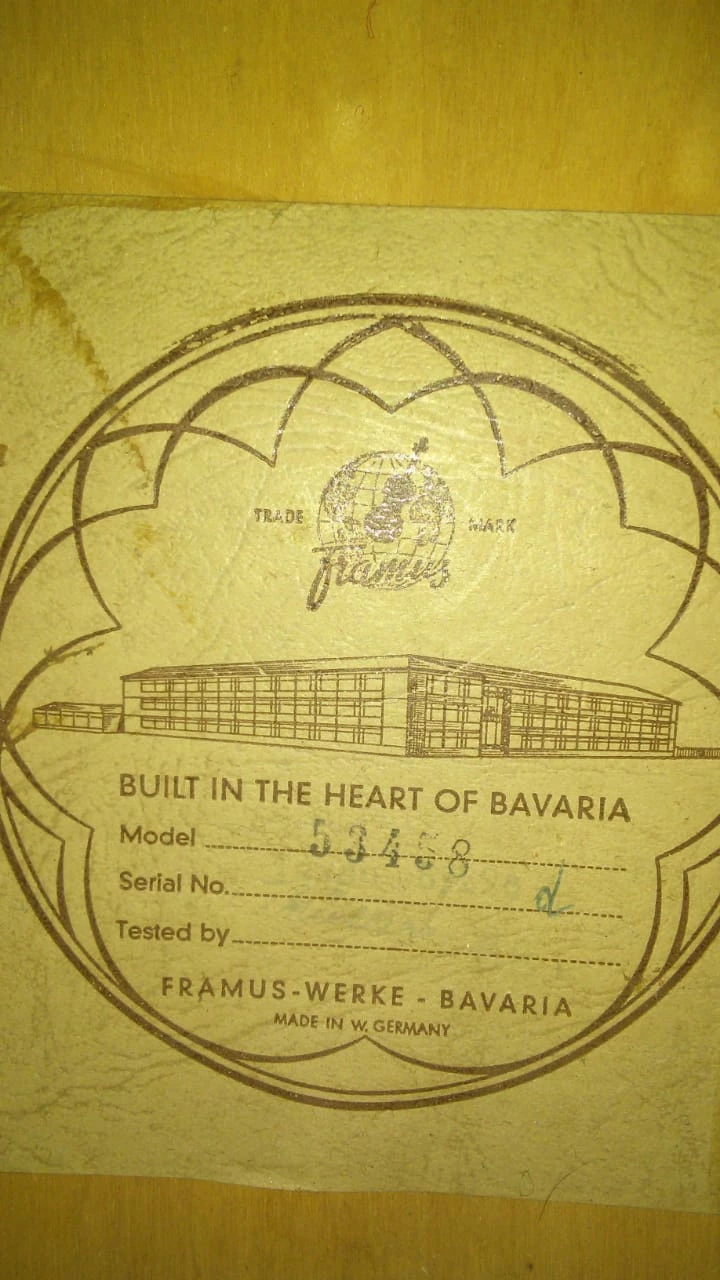 TRADE MARK
Framus
BUILT IN THE HEART OF BAVARIA
Model 53458
Serial No.
Tested by
FRAMUS-WERKE - BAVARIA
MADE IN W. GERMANY